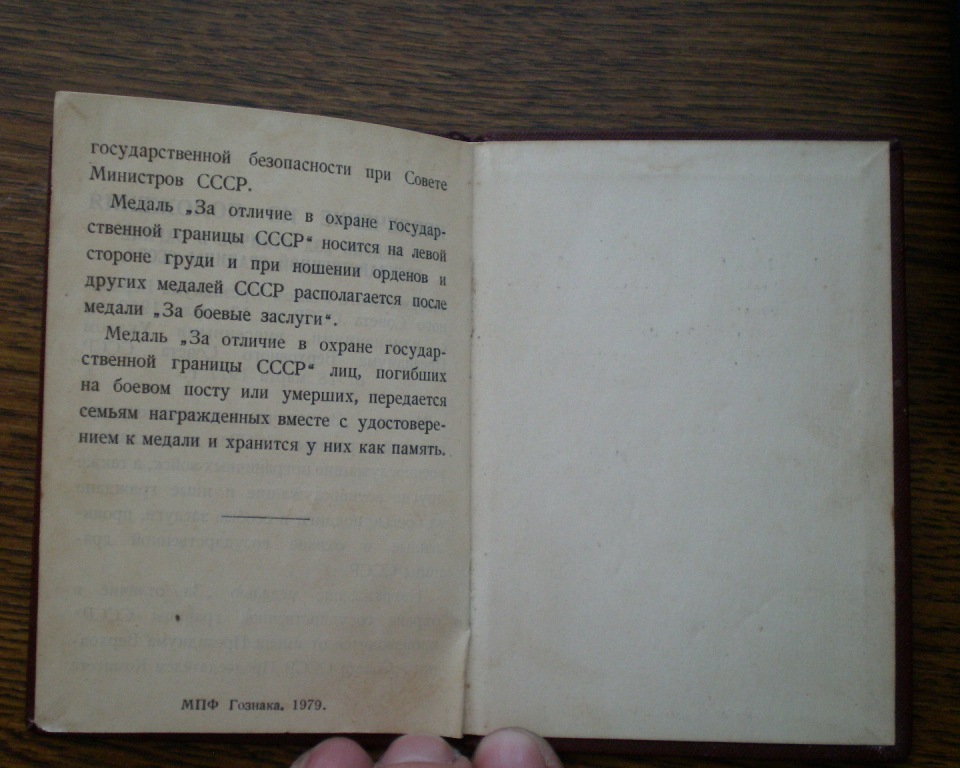 государственной безопасности при Совете
Министров СССР.
Медаль „За отличие в охране государ-
ственной границы СССР“ носится на левой
стороне груди и при ношении орденов и
других медалей СССР располагается после
медали „За боевые заслуги“.
Медаль „За отличие в охране государ-
ственной границы СССР“ лиц, погибших
на боевом посту или умерших, передается
семьям награжденных вместе с удостовере-
нием к медали и хранится у них как память.
МПФ Гознака. 1979.